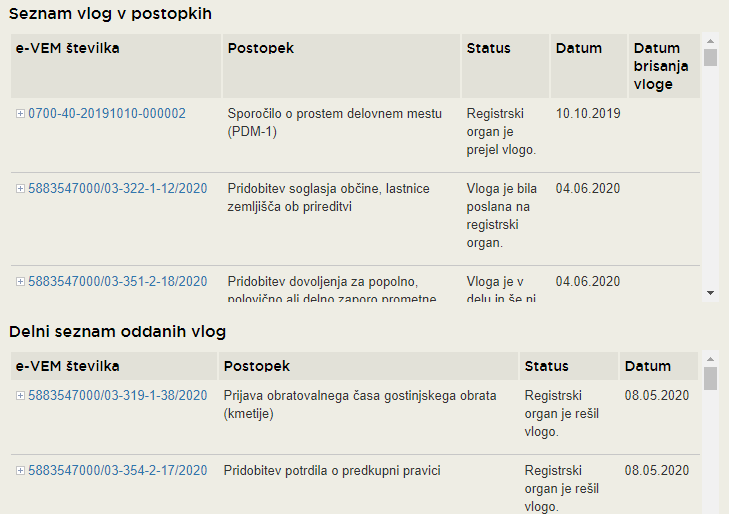 Seznam vlog v postopkih
e-VEM številka Postopek Status Datum Datum brisanja vloge
0700-40-20191010-000002 Sporočilo o prostem delovnem mestu (PDM-1) Registrski organ je prejel vlogo. 10.10.2019
5883547000/03-322-1-12/2020 Pridobitev soglasja občine, lastnice zemljišča ob prireditvi Vloga je bila poslana na registrski organ. 04.06.2020
5883547000/03-351-2-18/2020 Pridobitev dovoljenja za popolno, polovično ali delno zaporo prometne Vloga je v delu in še ni 04.06.2020
Delni seznam oddanih vlog
e-VEM številka Postopek Status Datum
5883547000/03-319-1-38/2020 Prijava obratovalnega časa gostinjskega obrata (kmetije) Registrski organ je rešil vlogo. 08.05.2020
5883547000/03-354-2-17/2020 Pridobitev potrdila o predkupni pravici Registrski organ je rešil vlogo. 08.05.2020